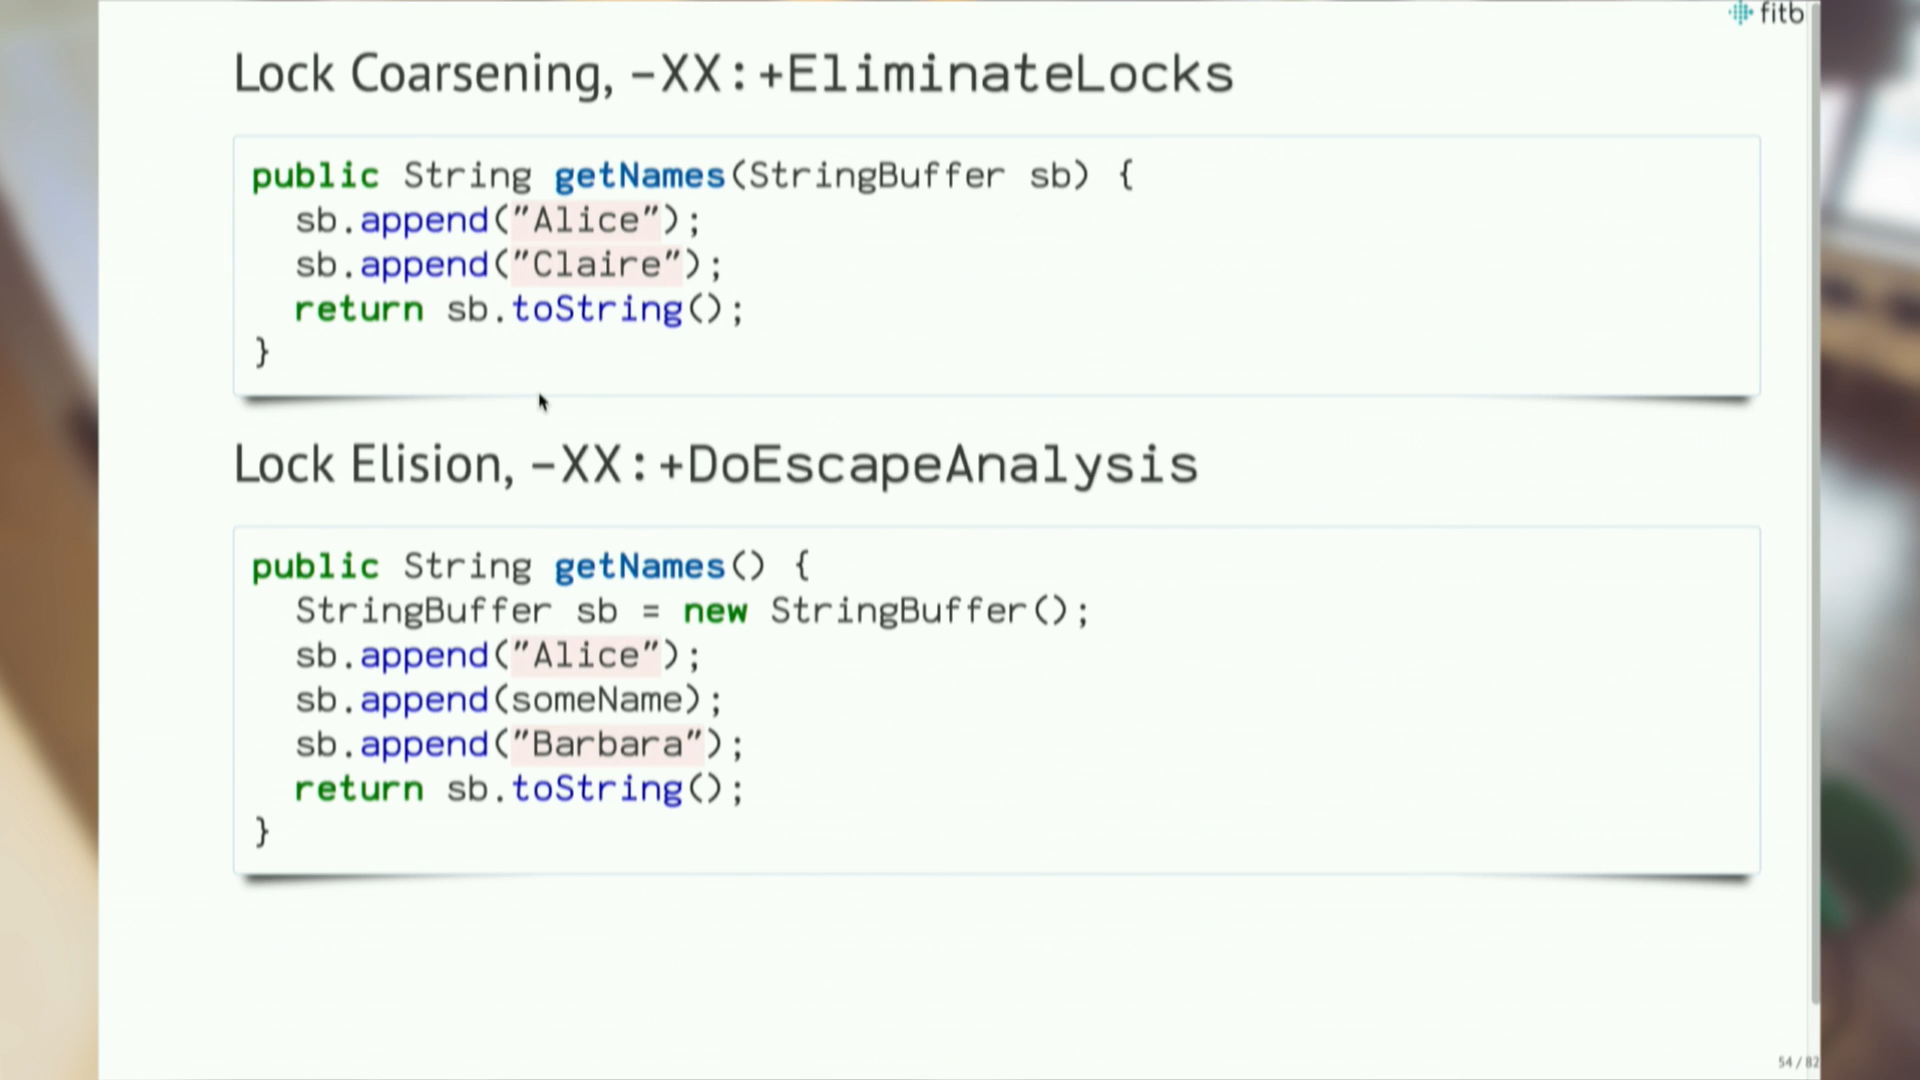 fitb
Lock Coarsening, -XX:+EliminateLocks
public String getNames(StringBuffer sb) {
sb.append("Alice");
sb.append("Claire");
return sb.toString();
}
Lock Elision, -XX:+DoEscapeAnalysis
public String getNames() {
StringBuffer sb = new StringBuffer();
sb.append("Alice");
sb.append(someName);
sb.append("Barbara");
return sb.toString();
}
54 / 82